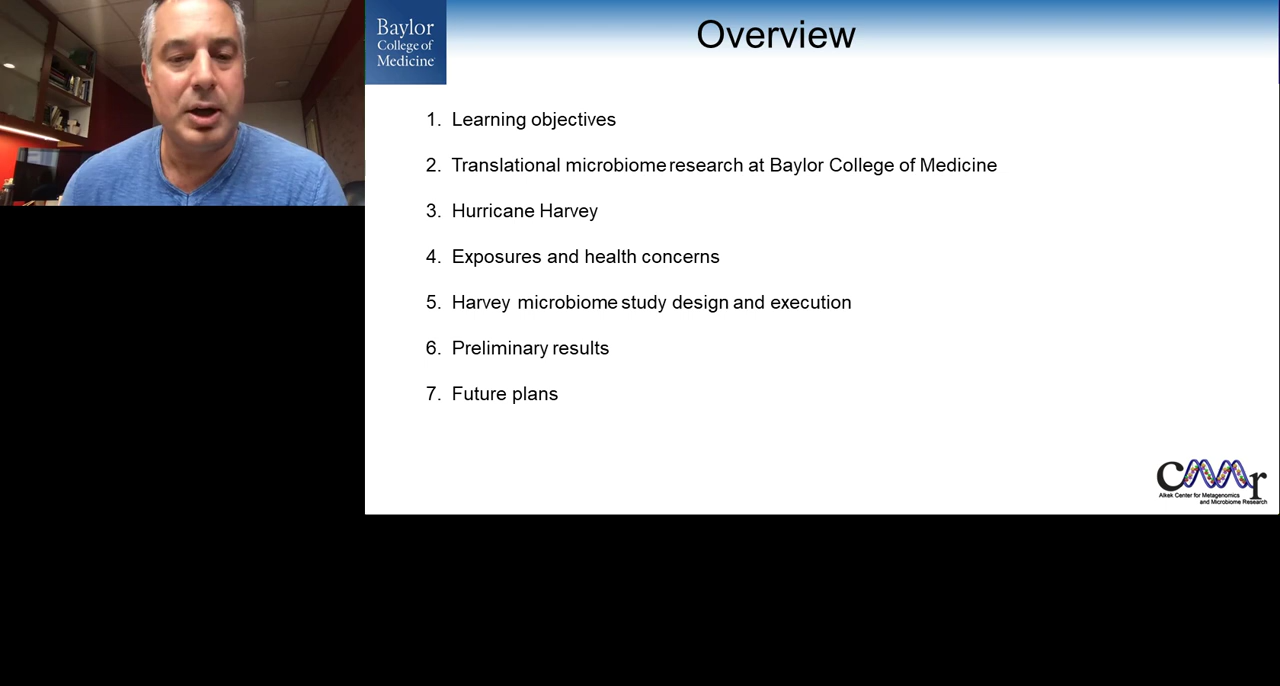 Baylor
College of
Medicine
Overview
1. Learning objectives
2. Translational microbiome research at Baylor College of Medicine
3. Hurricane Harvey
4. Exposures and health concerns
5. Harvey microbiome study design and execution
6. Preliminary results
7. Future plans
cmmr
Alkek Center for Metagenomics
and Microbiome Research